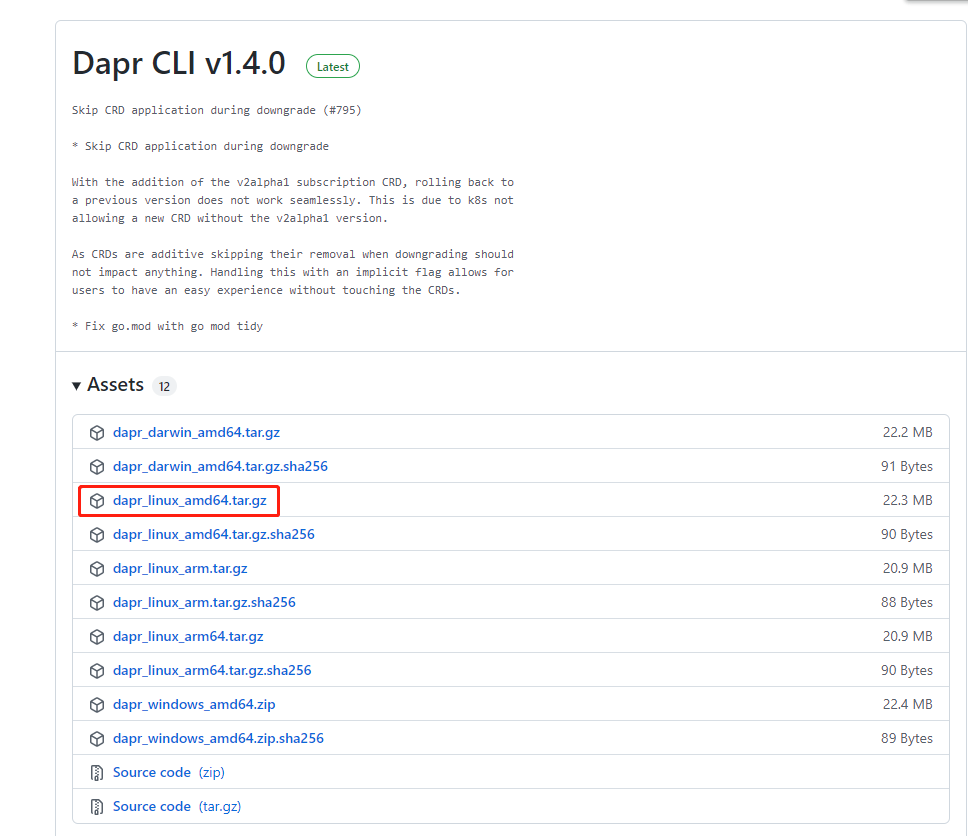 Dapr CLI v1.4.0 Latest
Skip CRD application during downgrade (#795)
* Skip CRD application during downgrade
With the addition of the v2alpha1 subscription CRD, rolling back to
a previous version does not work seamlessly. This is due to k8s not
allowing a new CRD without the v2alpha1 version.
As CRDs are additive skipping their removal when downgrading should
not impact anything. Handling this with an implicit flag allows for
users to have an easy experience without touching the CRDs.
* Fix go.mod with go mod tidy
Assets 12
dapr_darwin_amd64.tar.gz 22.2 MB
dapr_darwin_amd64.tar.gz.sha256 91 Bytes
dapr_linux_amd64.tar.gz 22.3 MB
dapr_linux_amd64.tar.gz.sha256 90 Bytes
dapr_linux_arm.tar.gz 20.9 MB
dapr_linux_arm.tar.gz.sha256 88 Bytes
dapr_linux_arm64.tar.gz 20.9 MB
dapr_linux_arm64.tar.gz.sha256 90 Bytes
dapr_windows_amd64.zip 22.4 MB
dapr_windows_amd64.zip.sha256 89 Bytes
Source code (zip)
Source code (tar.gz)